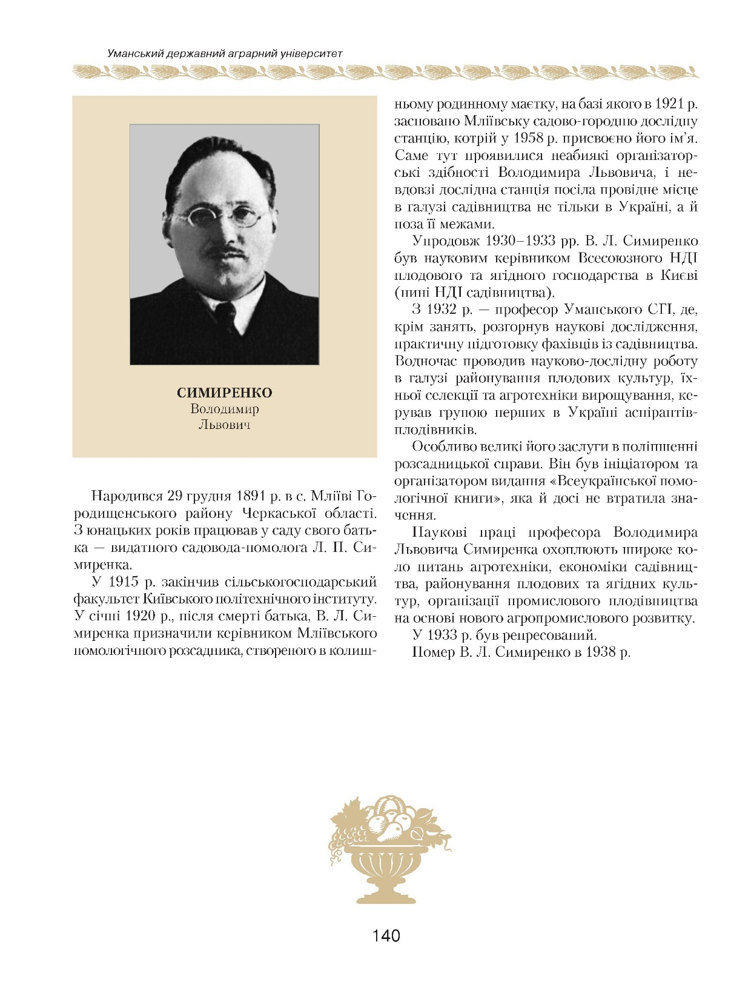 Уманський державний аграрний університет
СИМИРЕНКО
Володимир
Львович
Народився 29 грудня 1891 р. в с. Мліїві Го-
родищенського району Черкаської області.
З юнацьких років працював у саду свого бать-
ка — видатного садовода-помолога Л. П. Си-
миренка.
У 1915 р. закінчив сільськогосподарський
факультет Київського політехнічного інституту.
У січні 1920 р., після смерті батька, В. Л. Си-
миренка призначили керівником Мліївського
помологічного розсадника, створеного в колиш-
ньому родинному маєтку, на базі якого в 1921 р.
засновано Мліївську садово-городню дослідну
станцію, котрій у 1958 р. присвоєно його ім’я.
Саме тут проявилися неабиякі організатор-
ські здібності Володимира Львовича, і не-
вдовзі дослідна станція посіла провідне місце
в галузі садівництва не тільки в Україні, а й
поза її межами.
Упродовж 1930–1933 рр. В. Л. Симиренко
був науковим керівником Всесоюзного НДІ
плодового та ягідного господарства в Києві
(нині НДІ садівництва).
З 1932 р. — професор Уманського СГІ, де,
крім занять, розгорнув наукові дослідження,
практичну підготовку фахівців із садівництва.
Водночас проводив науково-дослідну роботу
в галузі районування плодових культур, їх-
ньої селекції та агротехніки вирощування, ке-
рував групою перших в Україні аспірантів-
плодівників.
Особливо великі його заслуги в поліпшенні
розсадницької справи. Він був ініціатором та
організатором видання «Всеукраїнської помо-
логічної книги», яка й досі не втратила зна-
чення.
Наукові праці професора Володимира
Львовича Симиренка охоплюють широке ко-
ло питань агротехніки, економіки садівниц-
тва, районування плодових та ягідних куль-
тур, організації промислового плодівництва
на основі нового агропромислового розвитку.
У 1933 р. був репресований.
Помер В. Л. Симиренко в 1938 р.
140